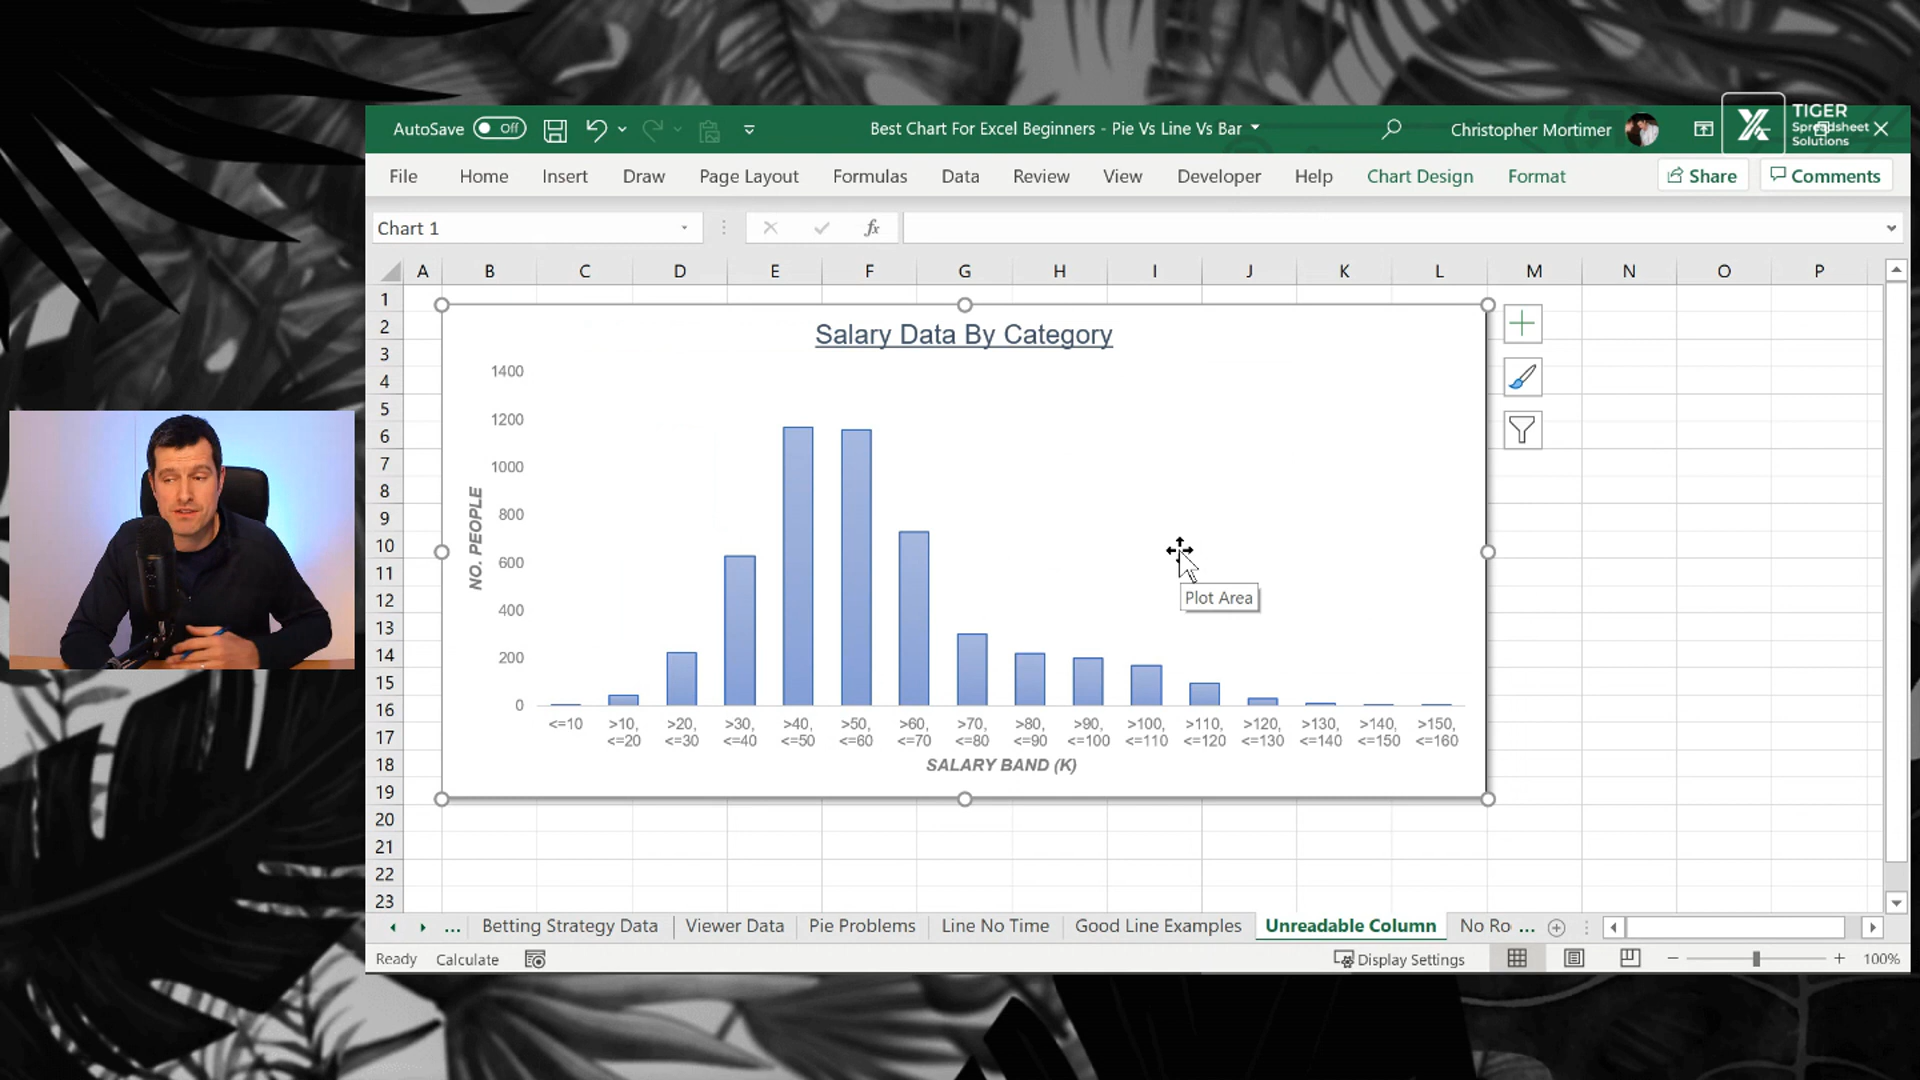 AutoSave Off
Best Chart For Excel Beginners - Pie Vs Line Vs Bar
Christopher Mortimer
TIGER
Spreadsheet
Solutions
File Home Insert Draw Page Layout Formulas Data Review View Developer Help Chart Design Format Share Comments
Chart 1
fx
A B C D E F G H I J K L M N O P
1
2
3
4
5
6
7
8
9
10
11
12
13
14
15
16
17
18
19
20
21
22
23
Salary Data By Category
NO. PEOPLE
1400
1200
1000
800
600
400
200
0
Plot Area
<=10 >10, >20, >30, >40, >50, >60, >70, >80, >90, >100, >110, >120, >130, >140, >150,
<=20 <=30 <=40 <=50 <=60 <=70 <=80 <=90 <=100 <=110 <=120 <=130 <=140 <=150 <=160
SALARY BAND (K)
... Betting Strategy Data Viewer Data Pie Problems Line No Time Good Line Examples Unreadable Column No Ro ...
Ready Calculate Display Settings 100%